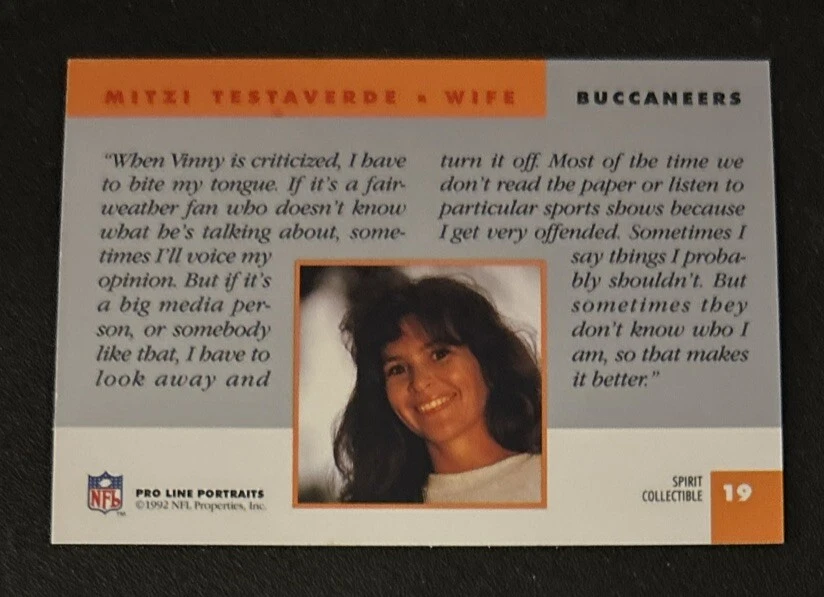 MITZI TESTAVERDE ■ WIFE
BUCCANEERS
"When Vinny is criticized, I have
to bite my tongue. If it's a fair-
weather fan who doesn't know
what he's talking about, some-
times I'll voice my
opinion. But if it's
a big media per-
son, or somebody
like that, I have to
look away and
turn it off. Most of the time we
don't read the paper or listen to
particular sports shows because
I get very offended. Sometimes I
say things I proba-
bly shouldn't. But
sometimes they
don't know who I
am, so that makes
it better."
NFL
TM
PRO LINE PORTRAITS
©1992 NFL Properties, Inc.
SPIRIT
COLLECTIBLE
19